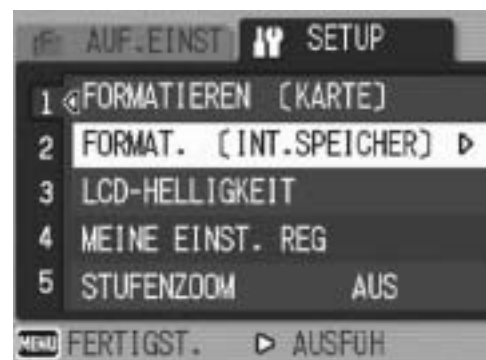 AUF.EINST SETUP
1 FORMATIEREN [KARTE]
2 FORMAT. [INT.SPEICHER]
3 LCD-HELLIGKEIT
4 MEINE EINST. REG
5 STUFENZOOM AUS
MENU FERTIGST. AUSFÜH